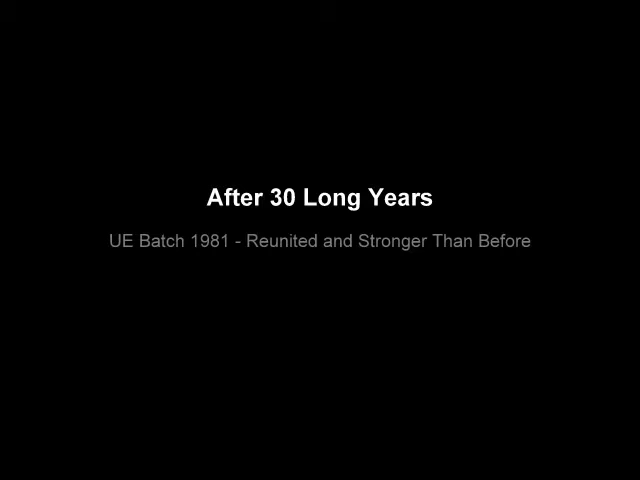 After 30 Long Years
UE Batch 1981 - Reunited and Stronger Than Before